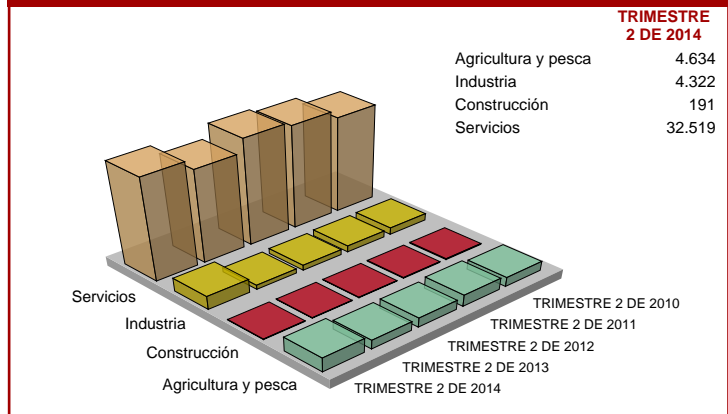 TRIMESTRE
2 DE 2014
Agricultura y pesca 4.634
Industria 4.322
Construcción 191
Servicios 32.519
Servicios
Industria
Construcción
Agricultura y pesca
TRIMESTRE 2 DE 2010
TRIMESTRE 2 DE 2011
TRIMESTRE 2 DE 2012
TRIMESTRE 2 DE 2013
TRIMESTRE 2 DE 2014